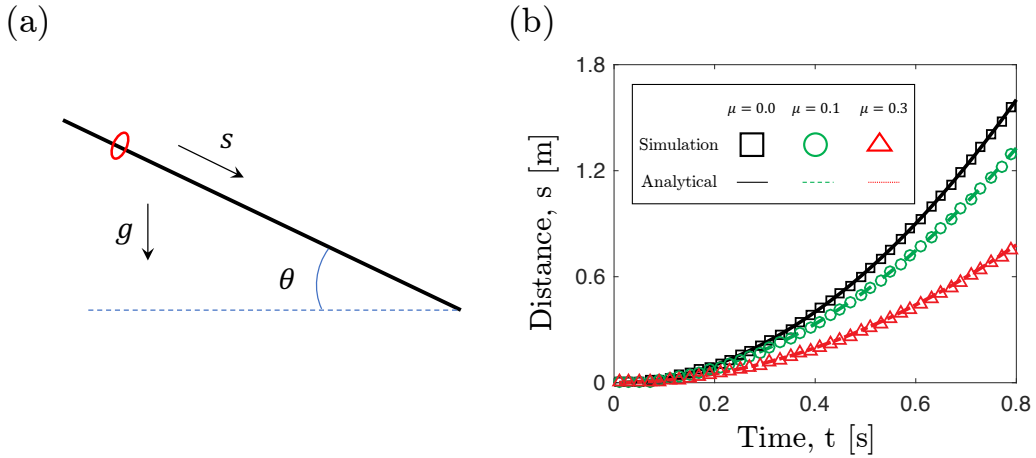 (a)
s
g
θ
(b)
Distance, s [m]
1.8
1.2
0.6
0
μ = 0.0 μ = 0.1 μ = 0.3
Simulation
Analytical
0 0.2 0.4 0.6 0.8
Time, t [s]